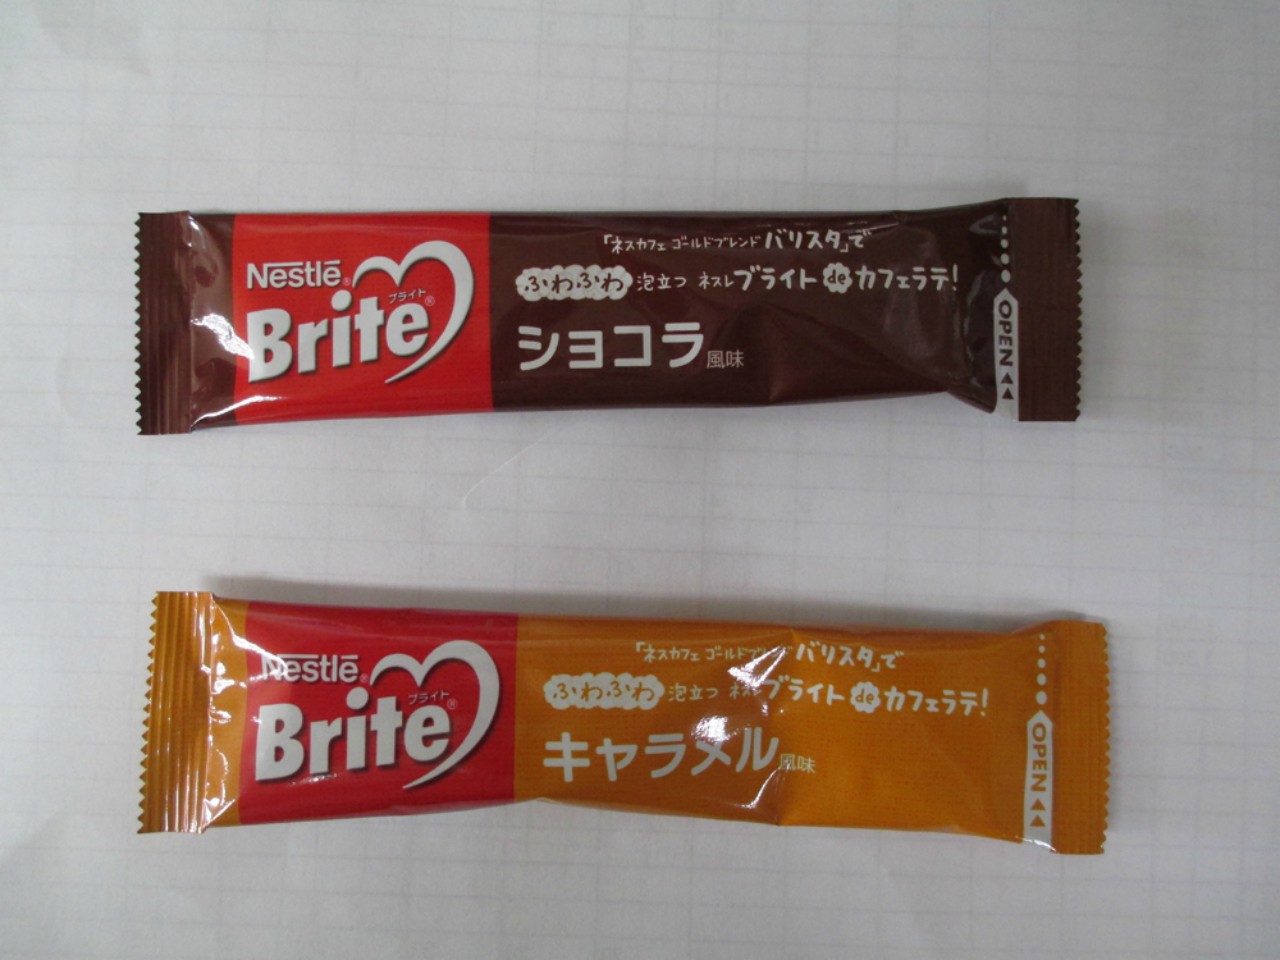 「ネスカフェ ゴールドブレンド バリスタ」で
Nestlé®
ふわふわ 泡立つ ネスレ ブライト de カフェラテ!
ブライト
Brite®
ショコラ風味
OPEN
「ネスカフェ ゴールドブレンド バリスタ」で
Nestlé®
ふわふわ 泡立つ ネスレ ブライト de カフェラテ!
ブライト
Brite®
キャラメル風味
OPEN